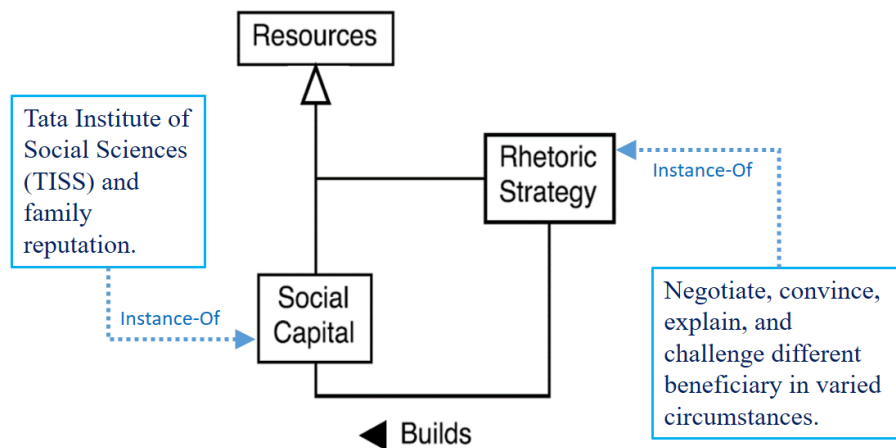 Resources
Tata Institute of
Social Sciences
(TISS) and
family
reputation.
Rhetoric
Strategy
Instance-Of
Social
Capital
Instance-Of
Negotiate, convince,
explain, and
challenge different
beneficiary in varied
circumstances.
Builds